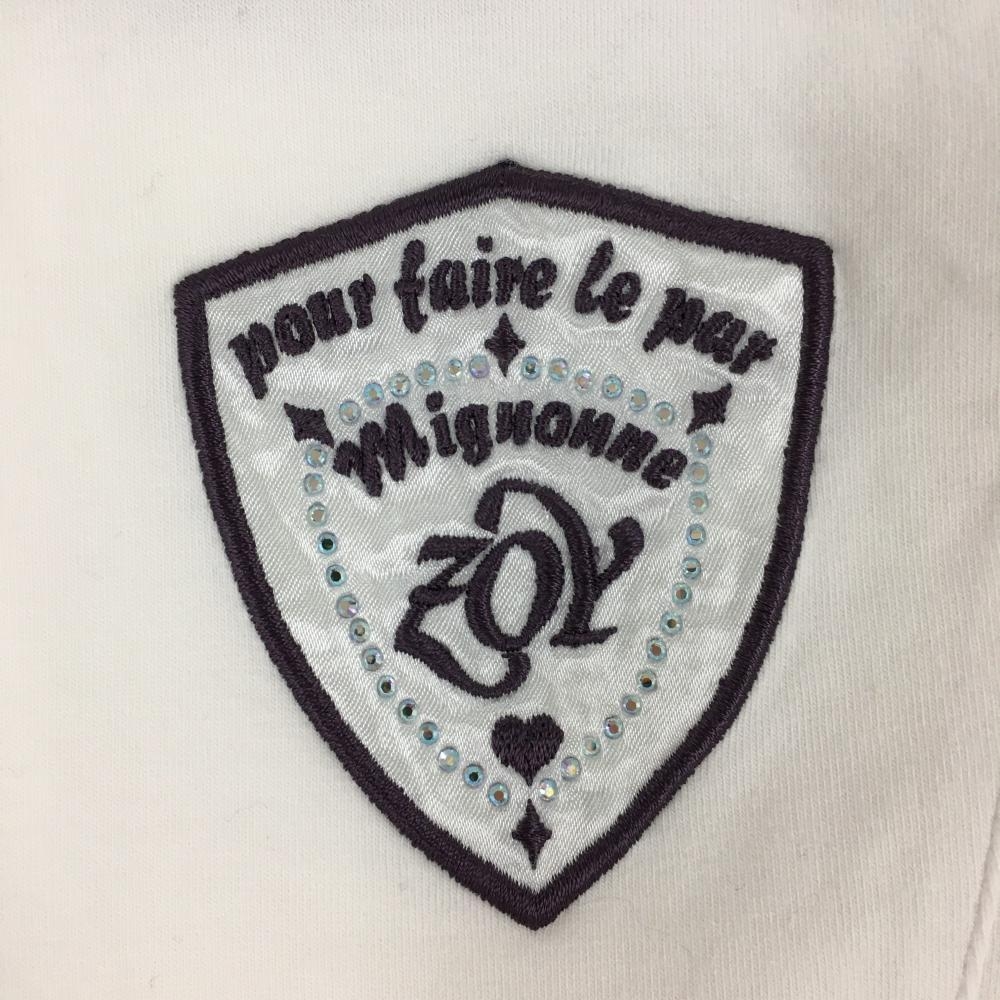 pour faire le par
Mignonne
ZOY